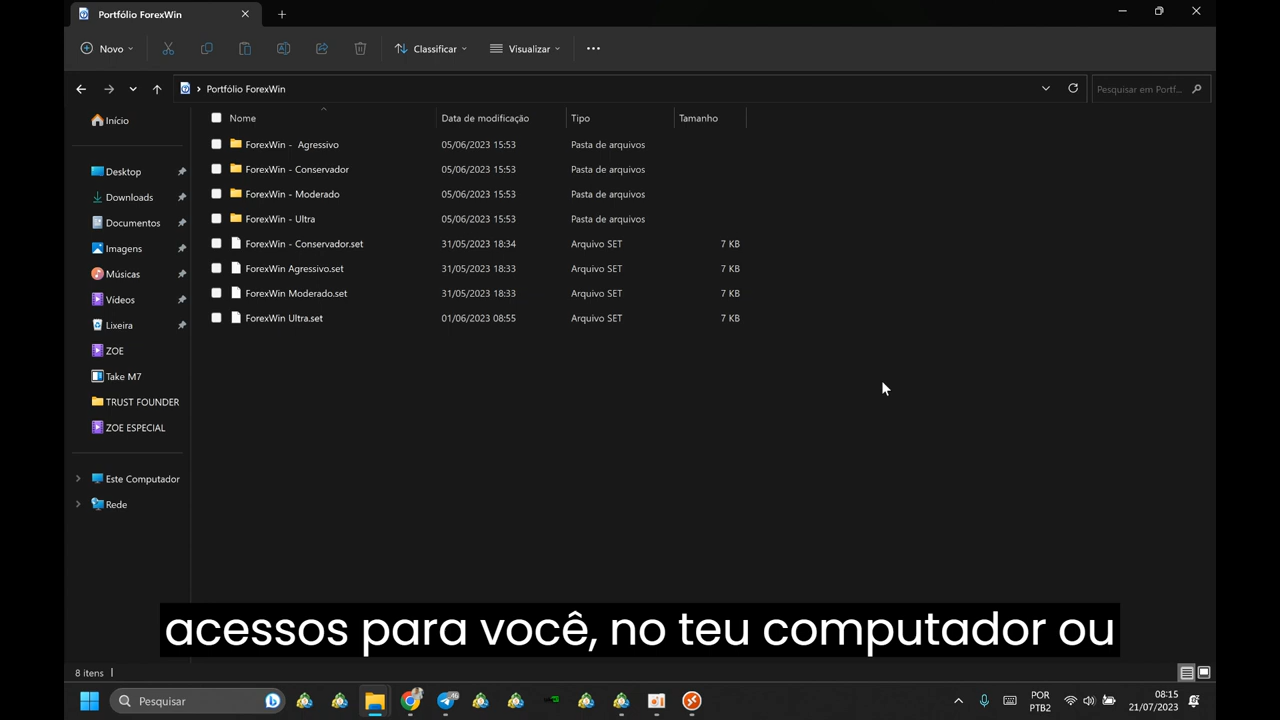 Portfólio ForexWin
Novo
Classificar
Visualizar
Portfólio ForexWin
Pesquisar em Portf...
Início
Desktop
Downloads
Documentos
Imagens
Músicas
Vídeos
Lixeira
ZOE
Take M7
TRUST FOUNDER
ZOE ESPECIAL
Este Computador
Rede
Nome Data de modificação Tipo Tamanho
ForexWin - Agressivo 05/06/2023 15:53 Pasta de arquivos
ForexWin - Conservador 05/06/2023 15:53 Pasta de arquivos
ForexWin - Moderado 05/06/2023 15:53 Pasta de arquivos
ForexWin - Ultra 05/06/2023 15:53 Pasta de arquivos
ForexWin - Conservador.set 31/05/2023 18:34 Arquivo SET 7 KB
ForexWin Agressivo.set 31/05/2023 18:33 Arquivo SET 7 KB
ForexWin Moderado.set 31/05/2023 18:33 Arquivo SET 7 KB
ForexWin Ultra.set 01/06/2023 08:55 Arquivo SET 7 KB
acessos para você, no teu computador ou
8 itens
Pesquisar
POR
PTB2
08:15
21/07/2023